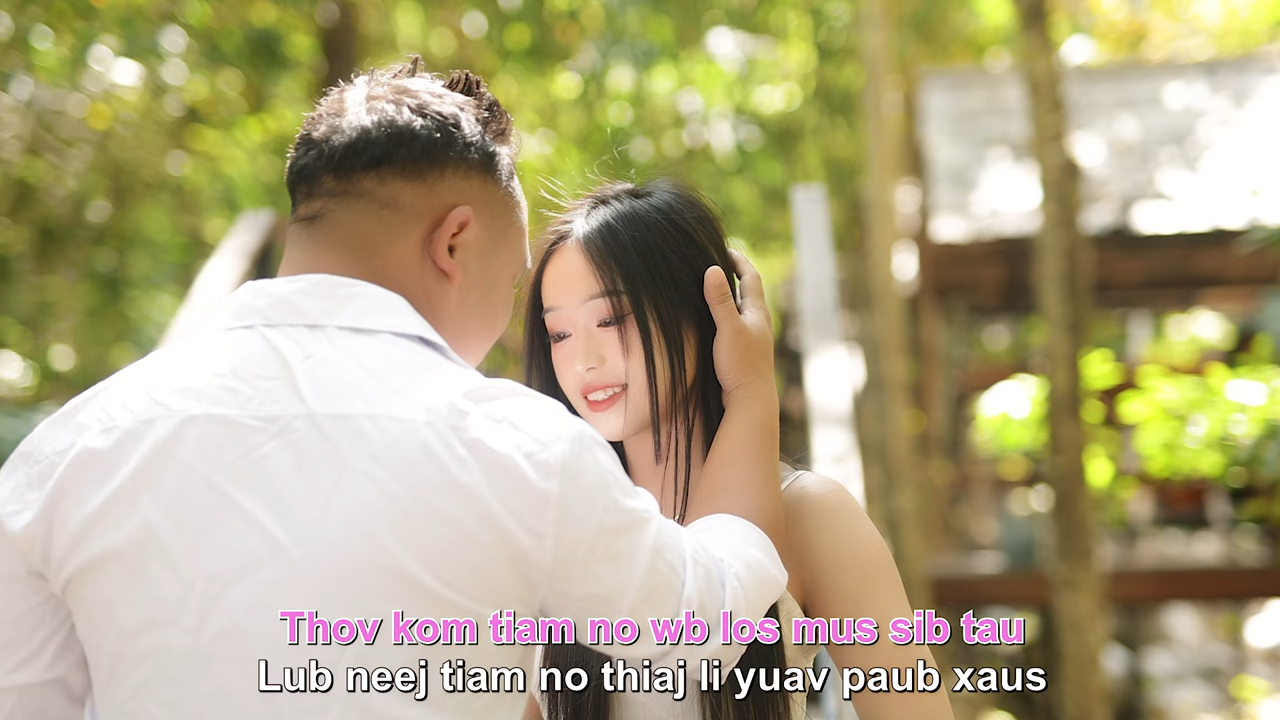 Thov kom tiam no wb los mus sib tau
Lub neej tiam no thiaj li yuav paub xaus